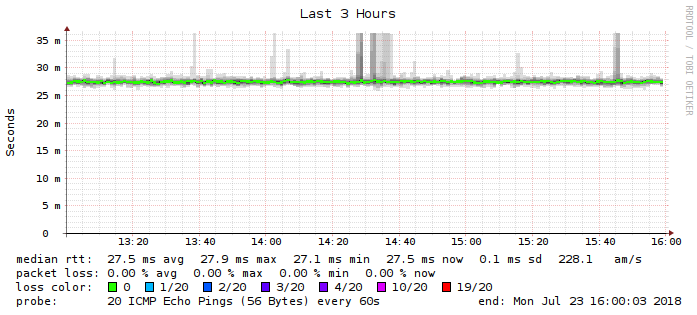 Last 3 Hours
RRDTOOL / TOBI OETIKER
Seconds
35 m
30 m
25 m
20 m
15 m
10 m
5 m
0
13:20 13:40 14:00 14:20 14:40 15:00 15:20 15:40 16:00
median rtt: 27.5 ms avg 27.9 ms max 27.1 ms min 27.5 ms now 0.1 ms sd 228.1 am/s
packet loss: 0.00 % avg 0.00 % max 0.00 % min 0.00 % now
loss color: 0 1/20 2/20 3/20 4/20 10/20 19/20
probe: 20 ICMP Echo Pings (56 Bytes) every 60s end: Mon Jul 23 16:00:03 2018